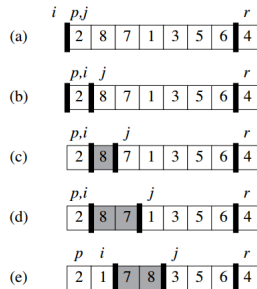 i p,j r
(a) 2 8 7 1 3 5 6 4
p,i j r
(b) 2 8 7 1 3 5 6 4
p,i j r
(c) 2 8 7 1 3 5 6 4
p,i j r
(d) 2 8 7 1 3 5 6 4
p i j r
(e) 2 1 7 8 3 5 6 4